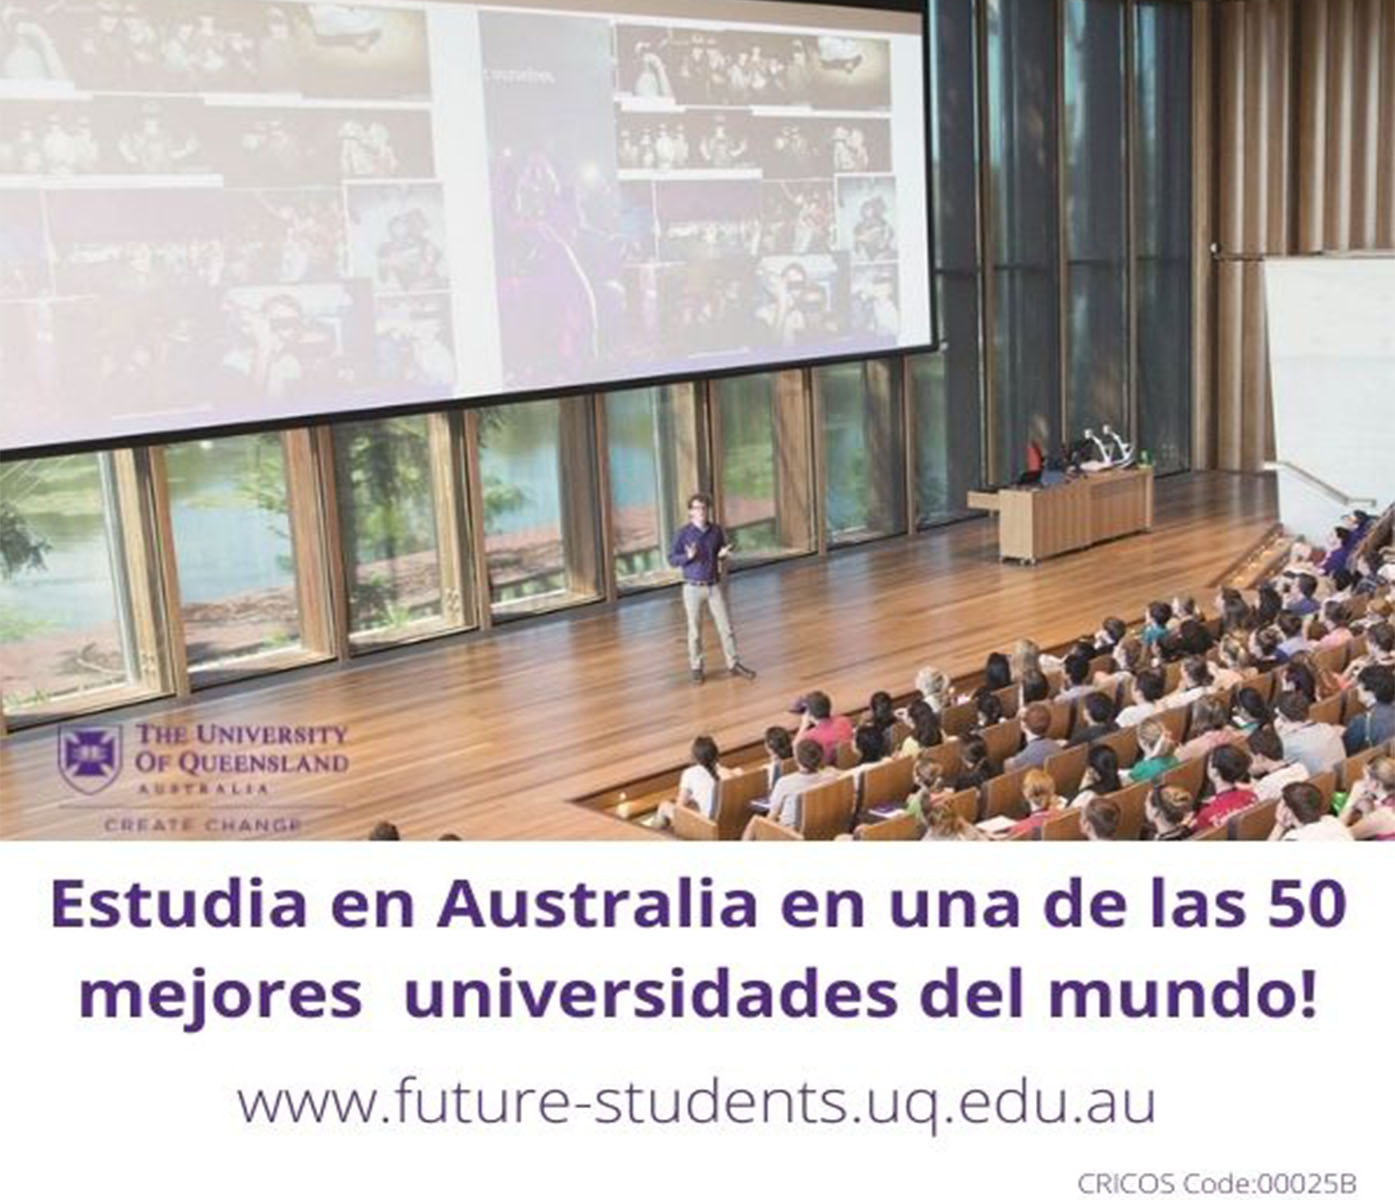 ourselves.
THE UNIVERSITY
OF QUEENSLAND
AUSTRALIA
CREATE CHANGE
Estudia en Australia en una de las 50
mejores  universidades del mundo!
www.future-students.uq.edu.au
CRICOS Code:00025B